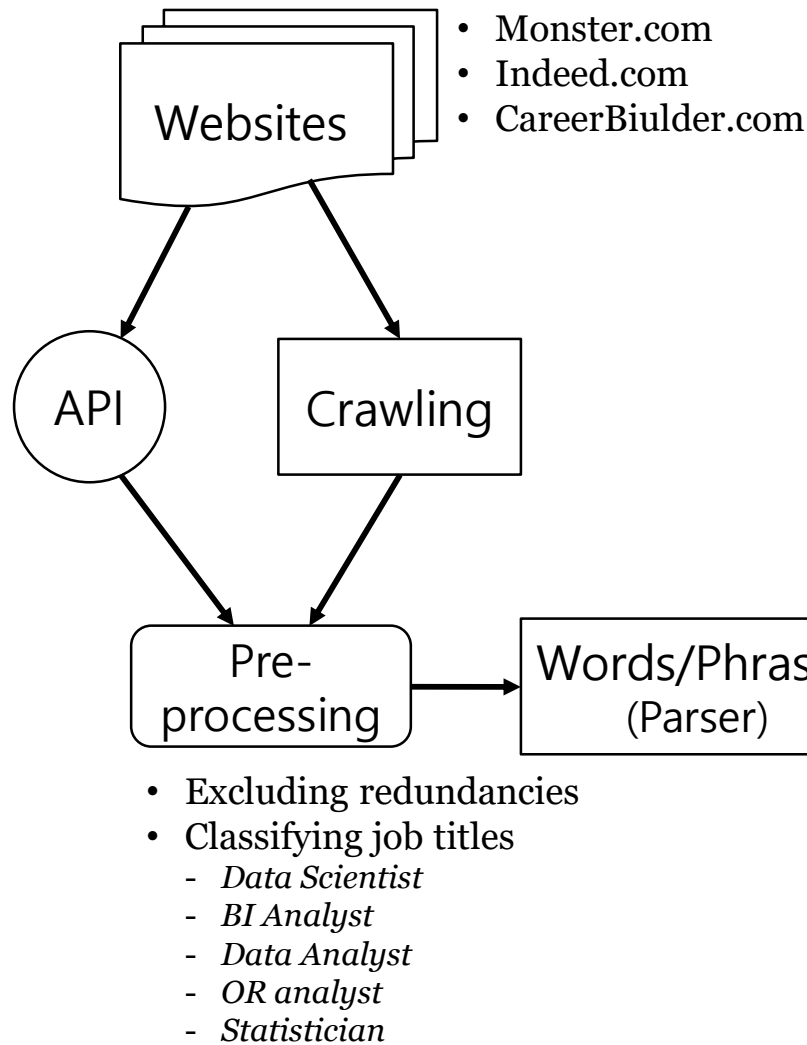 • Monster.com
• Indeed.com
• CareerBiulder.com
Websites
API
Crawling
Pre-
processing
Words/Phras
(Parser)
• Excluding redundancies
• Classifying job titles
- Data Scientist
- BI Analyst
- Data Analyst
- OR analyst
- Statistician